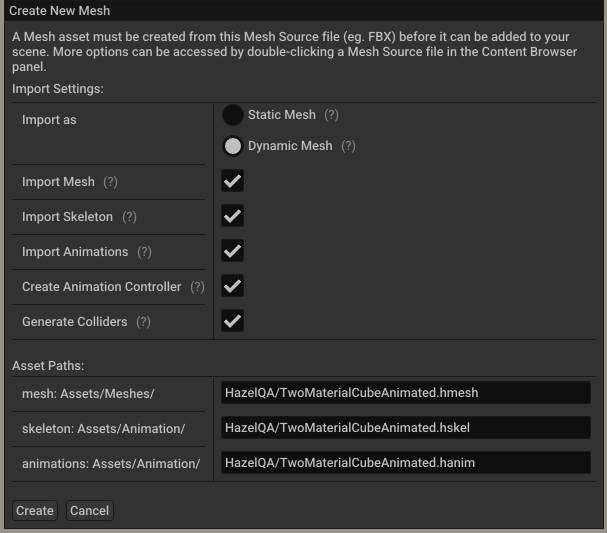 Create New Mesh
A Mesh asset must be created from this Mesh Source file (eg. FBX) before it can be added to your
scene. More options can be accessed by double-clicking a Mesh Source file in the Content Browser
panel.
Import Settings:
Import as
Static Mesh (?)
Dynamic Mesh (?)
Import Mesh (?)
Import Skeleton (?)
Import Animations (?)
Create Animation Controller (?)
Generate Colliders (?)
Asset Paths:
mesh: Assets/Meshes/ HazelQA/TwoMaterialCubeAnimated.hmesh
skeleton: Assets/Animation/ HazelQA/TwoMaterialCubeAnimated.hskel
animations: Assets/Animation/ HazelQA/TwoMaterialCubeAnimated.hanim
Create Cancel